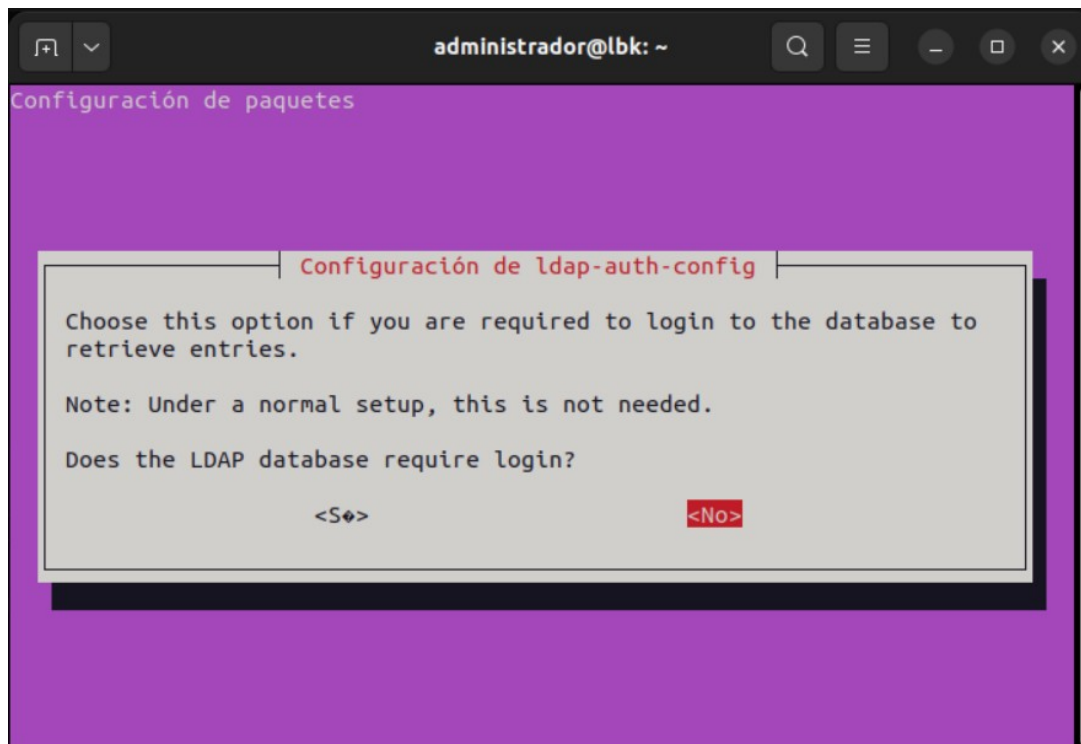 administrador@lbk: ~
Configuración de paquetes
Configuración de ldap-auth-config
Choose this option if you are required to login to the database to
retrieve entries.
Note: Under a normal setup, this is not needed.
Does the LDAP database require login?
<S�> <No>